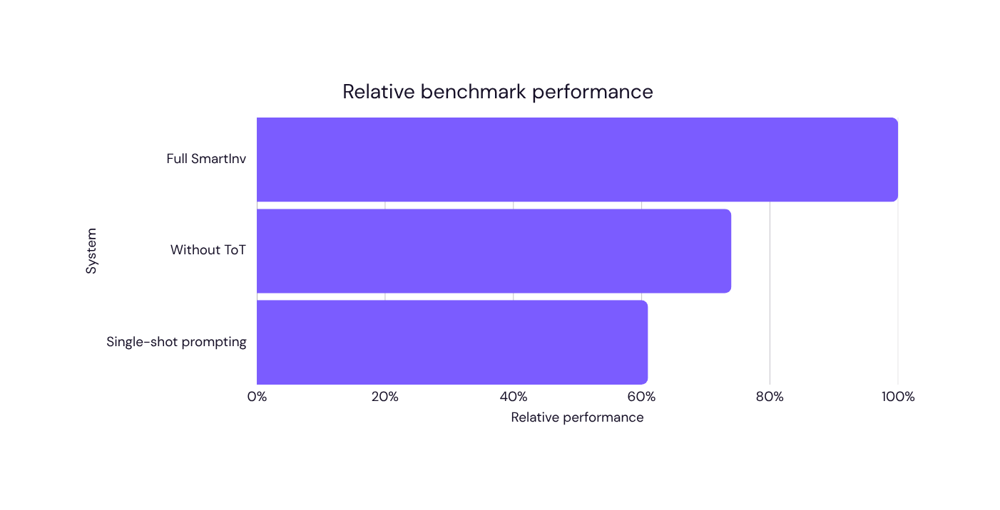 Relative benchmark performance
Full SmartInv
Without ToT
Single-shot prompting
System
0% 20% 40% 60% 80% 100%
Relative performance